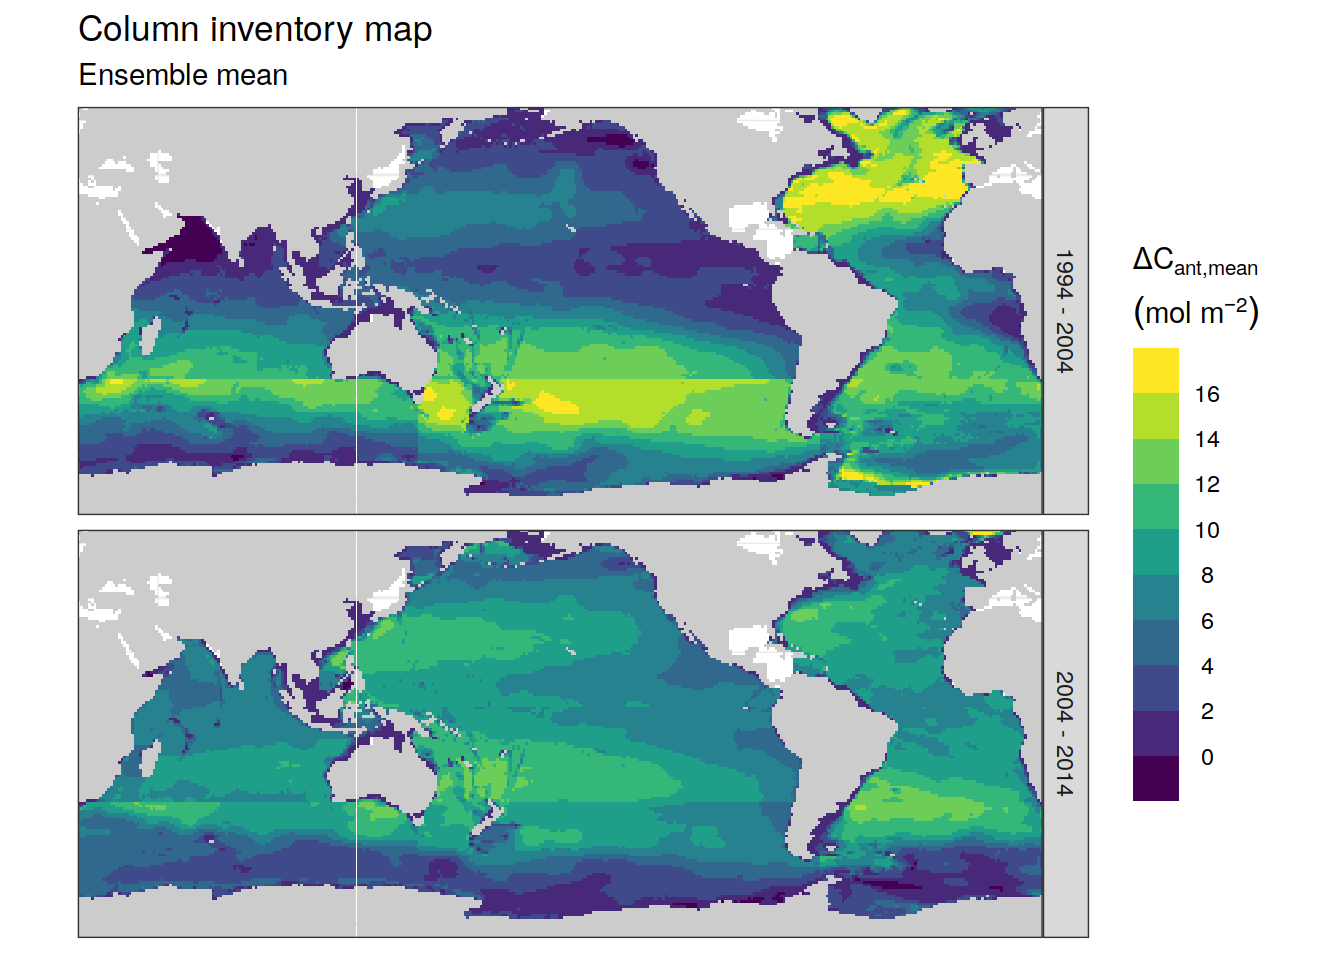 Column inventory map
Ensemble mean
1994 - 2004
2004 - 2014
ΔCant,mean
(mol m−2)
16
14
12
10
8
6
4
2
0